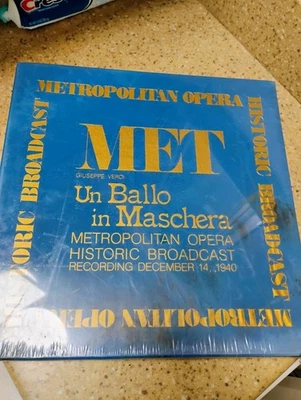 Crest
METROPOLITAN OPERA
HISTORIC BROADCAST
MET
GIUSEPPE VERDI
Un Ballo
in Maschera
METROPOLITAN OPERA
HISTORIC BROADCAST
RECORDING DECEMBER 14, 1940
HISTORIC BROADCAST
METROPOLITAN OPERA